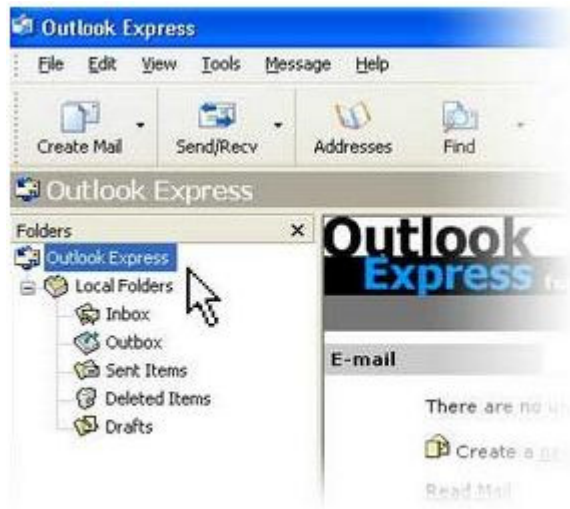 Outlook Express
File Edit View Tools Message Help
Create Mail Send/Recv Addresses Find
Outlook Express
Folders
Outlook Express
Local Folders
Inbox
Outbox
Sent Items
Deleted Items
Drafts
Outlook
Express
E-mail
There are no
Create a
Read Mail